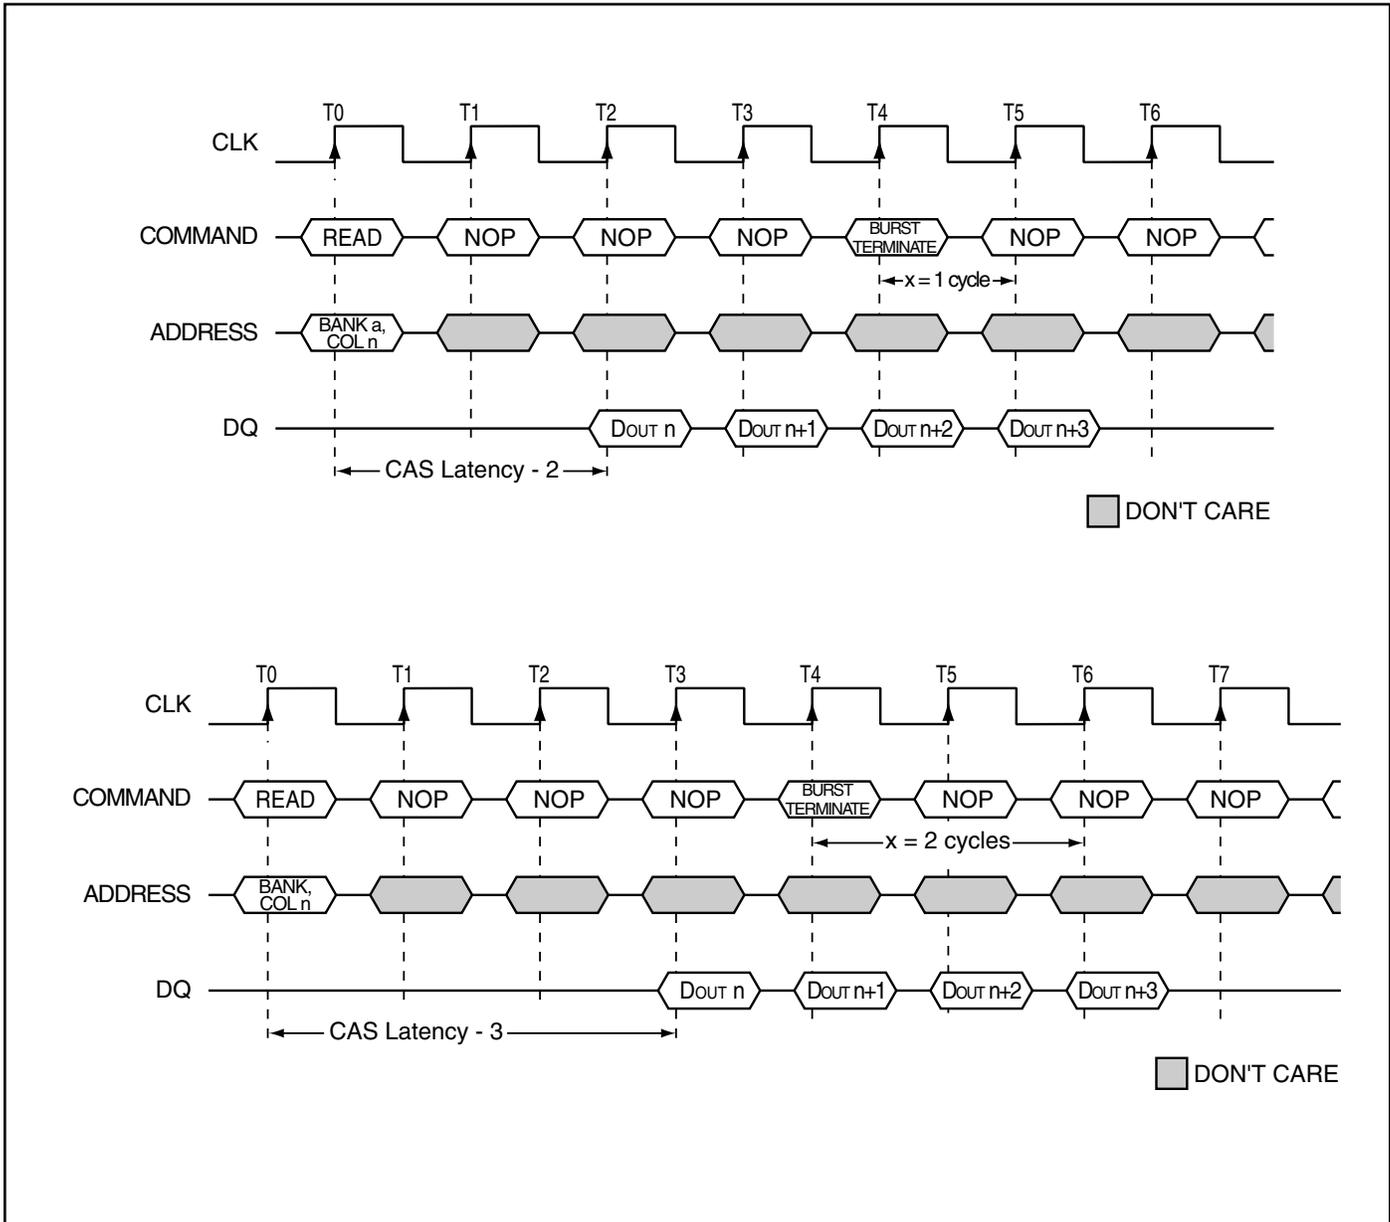 T0 T1 T2 T3 T4 T5 T6
CLK
COMMAND READ NOP NOP NOP BURST TERMINATE NOP NOP
x = 1 cycle
ADDRESS BANK a, COL n
DQ DOUT n DOUT n+1 DOUT n+2 DOUT n+3
CAS Latency - 2
DON'T CARE
T0 T1 T2 T3 T4 T5 T6 T7
CLK
COMMAND READ NOP NOP NOP BURST TERMINATE NOP NOP NOP
x = 2 cycles
ADDRESS BANK, COL n
DQ DOUT n DOUT n+1 DOUT n+2 DOUT n+3
CAS Latency - 3
DON'T CARE